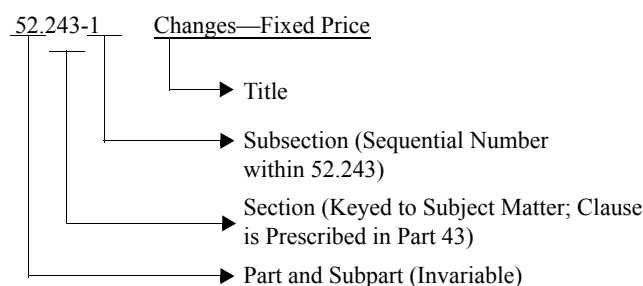 52.243-1 Changes—Fixed Price
Title
Subsection (Sequential Number
within 52.243)
Section (Keyed to Subject Matter; Clause
is Prescribed in Part 43)
Part and Subpart (Invariable)